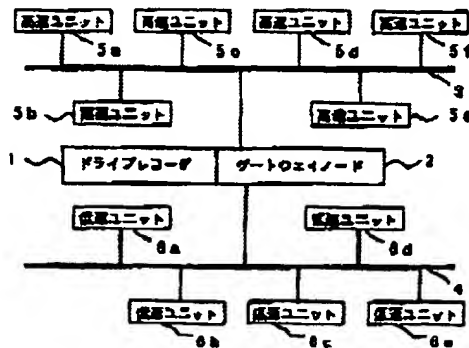 高速ユニット 高速ユニット 高速ユニット 高速ユニット
5a 5c 5d 5f
3
5b 高速ユニット 高速ユニット 5e
1 ドライブレコーダ ゲートウェイノード 2
低速ユニット 低速ユニット
6a 6d
4
低速ユニット 低速ユニット 低速ユニット
6b 6c 6e